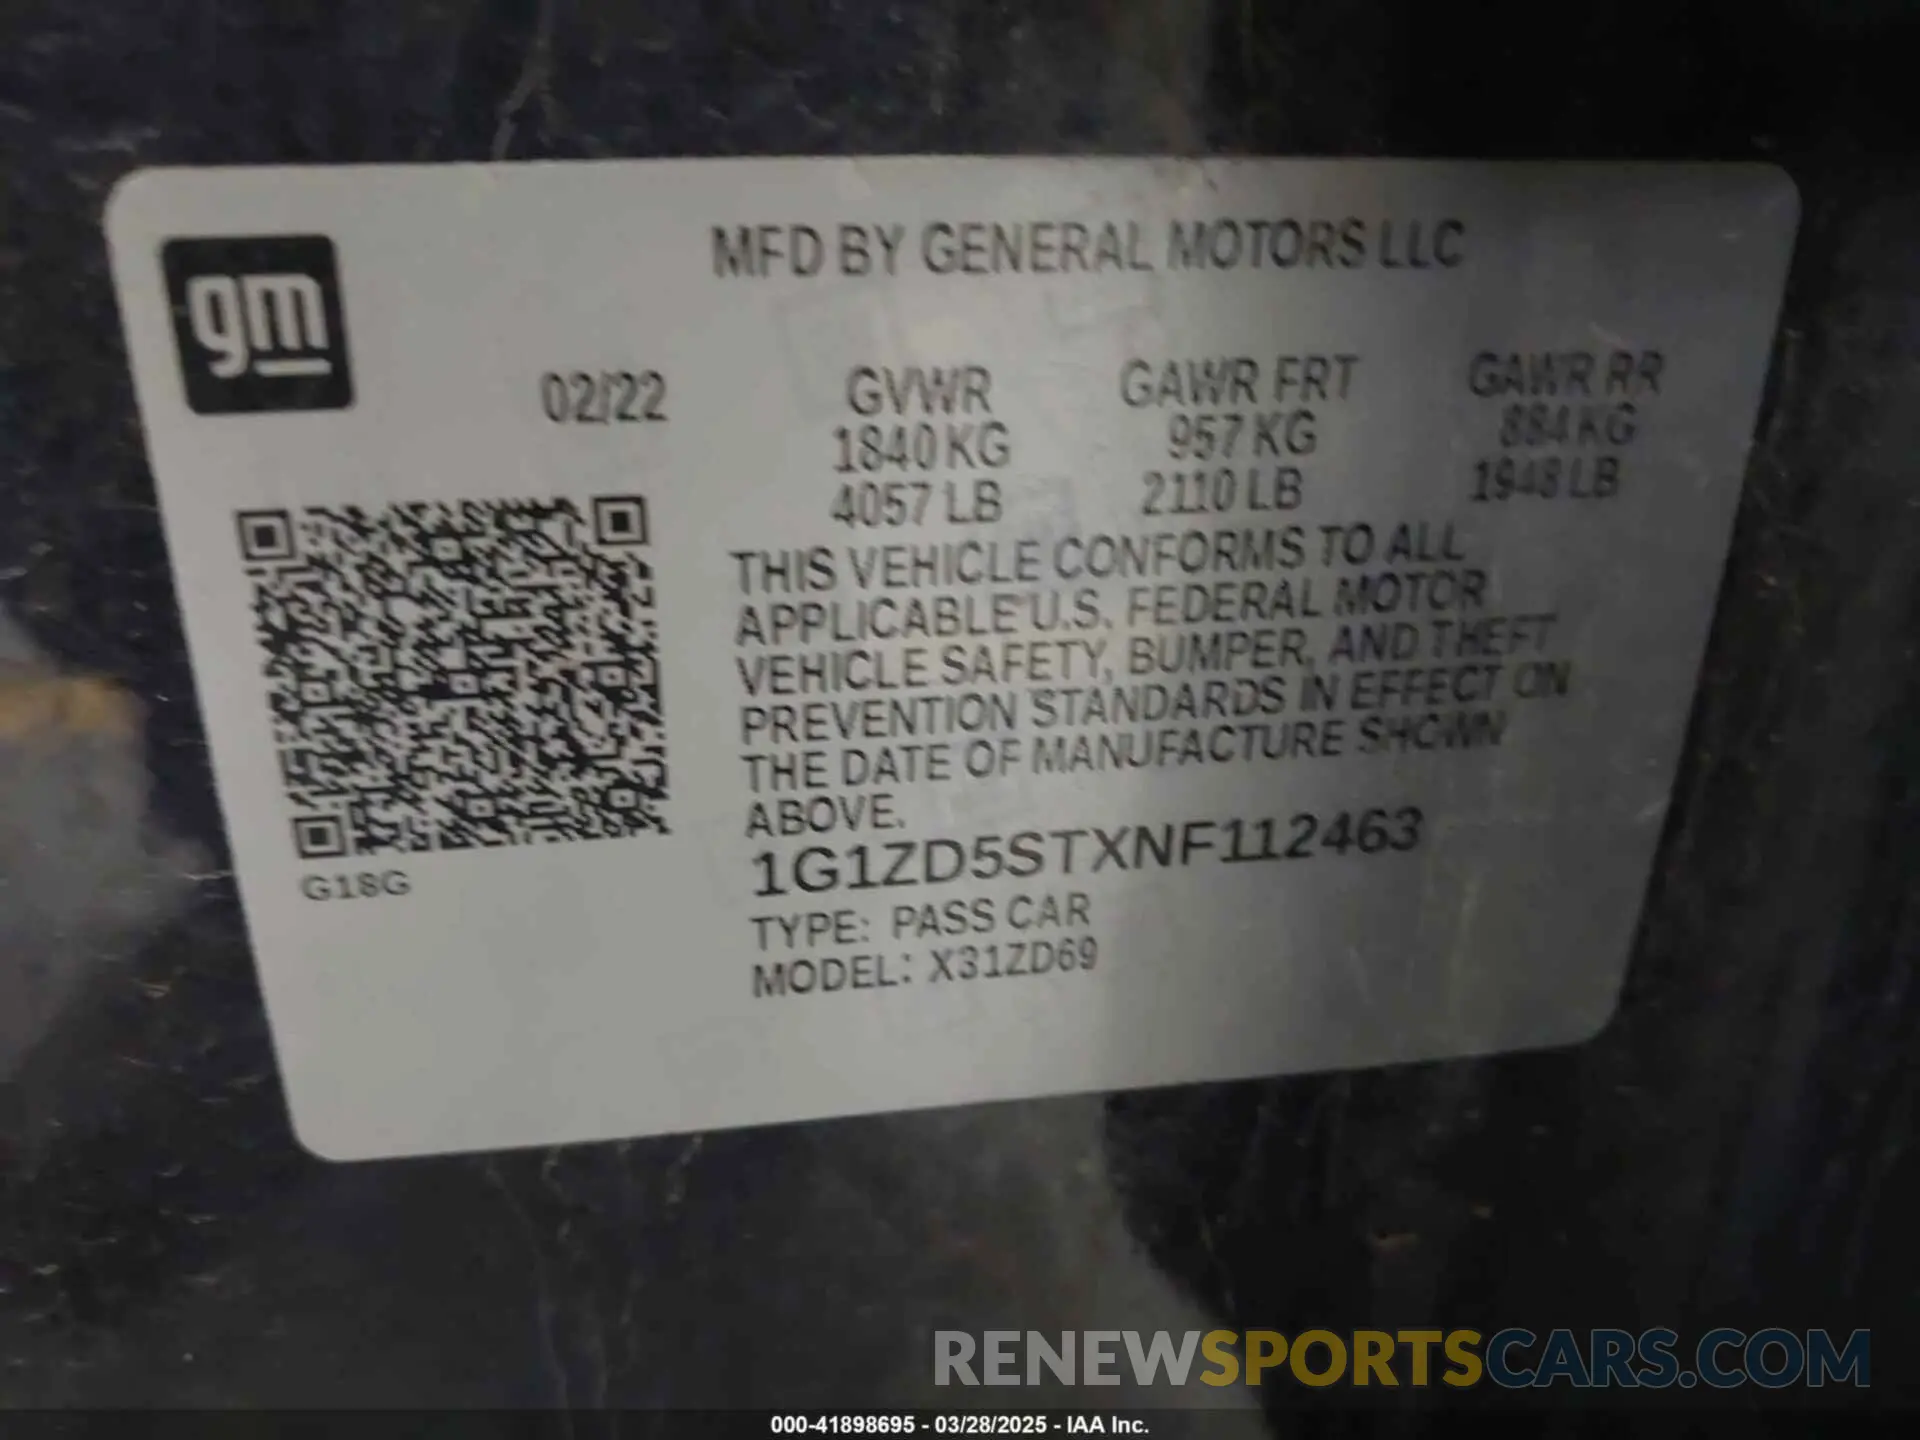 gm
MFD BY GENERAL MOTORS LLC
02/22 GVWR GAWR FRT GAWR RR
1840 KG 957 KG 884 KG
4057 LB 2110 LB 1948 LB
THIS VEHICLE CONFORMS TO ALL
APPLICABLE U.S. FEDERAL MOTOR
VEHICLE SAFETY, BUMPER, AND THEFT
PREVENTION STANDARDS IN EFFECT ON
THE DATE OF MANUFACTURE SHOWN
ABOVE.
1G1ZD5STXNF112463
G18G
TYPE: PASS CAR
MODEL: X31ZD69
RENEWSPORTSCARS.COM
000-41898695 - 03/28/2025 - IAA Inc.